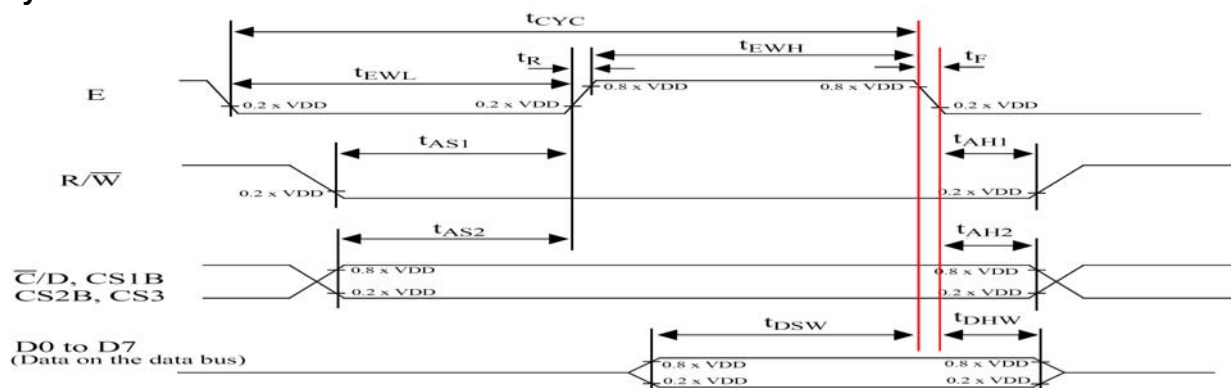 tCYC
tEWH
tR
tF
tEWL
E
0.2 x VDD
0.2 x VDD
0.8 x VDD
0.8 x VDD
0.2 x VDD
tAS1
tAH1
R/W̅
0.2 x VDD
0.2 x VDD
tAS2
tAH2
C̅/D, CS1B
0.8 x VDD
0.8 x VDD
CS2B, CS3
0.2 x VDD
0.2 x VDD
tDSW
tDHW
D0 to D7
(Data on the data bus)
0.8 x VDD
0.8 x VDD
0.2 x VDD
0.2 x VDD